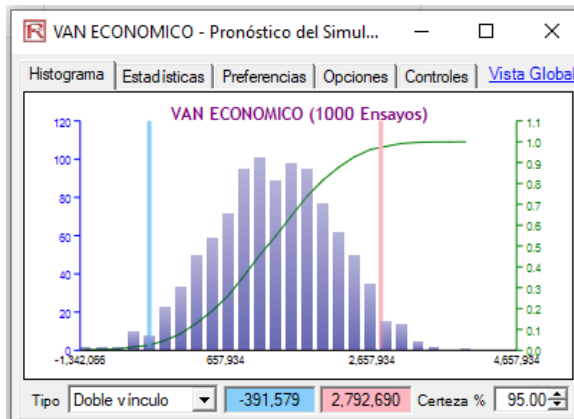 VAN ECONOMICO - Pronóstico del Simul...
Histograma Estadísticas Preferencias Opciones Controles Vista Global
VAN ECONOMICO (1000 Ensayos)
120 1.1
100 1.0
0.9
80 0.8
0.7
60 0.6
0.5
40 0.4
0.3
20 0.2
0.1
0 0.0
-1,342,066 657,934 2,657,934 4,657,934
Tipo Doble vínculo -391,579 2,792,690 Certeza % 95.00